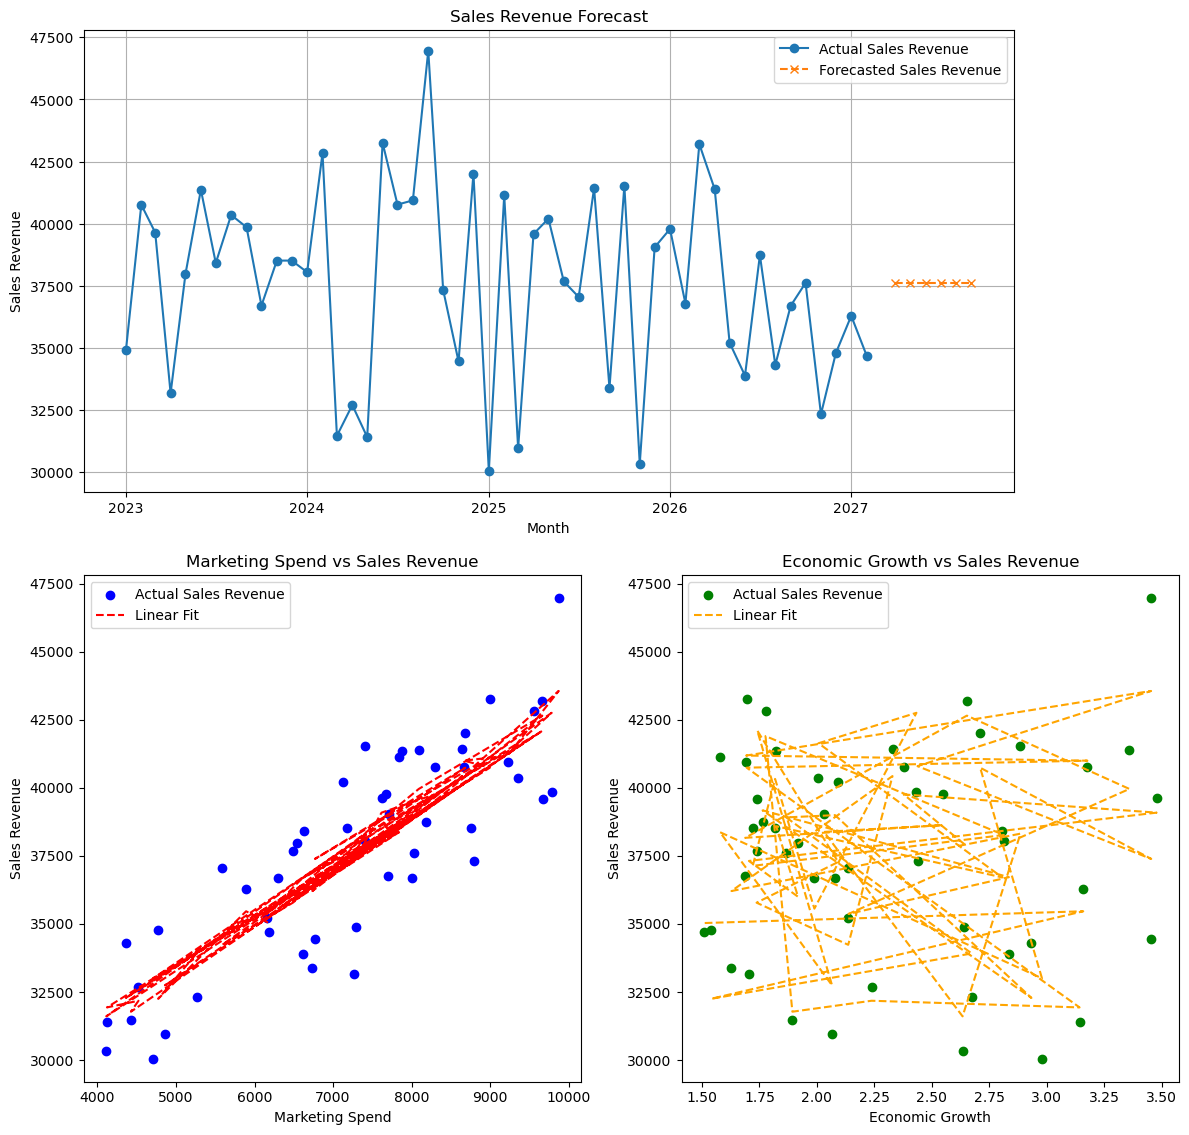 Sales Revenue Forecast
47500
45000
42500
40000
37500
35000
32500
30000
Sales Revenue
Actual Sales Revenue
Forecasted Sales Revenue
2023 2024 2025 2026 2027
Month
Marketing Spend vs Sales Revenue
47500
45000
42500
40000
37500
35000
32500
30000
Sales Revenue
Actual Sales Revenue
Linear Fit
4000 5000 6000 7000 8000 9000 10000
Marketing Spend
Economic Growth vs Sales Revenue
47500
45000
42500
40000
37500
35000
32500
30000
Sales Revenue
Actual Sales Revenue
Linear Fit
1.50 1.75 2.00 2.25 2.50 2.75 3.00 3.25 3.50
Economic Growth